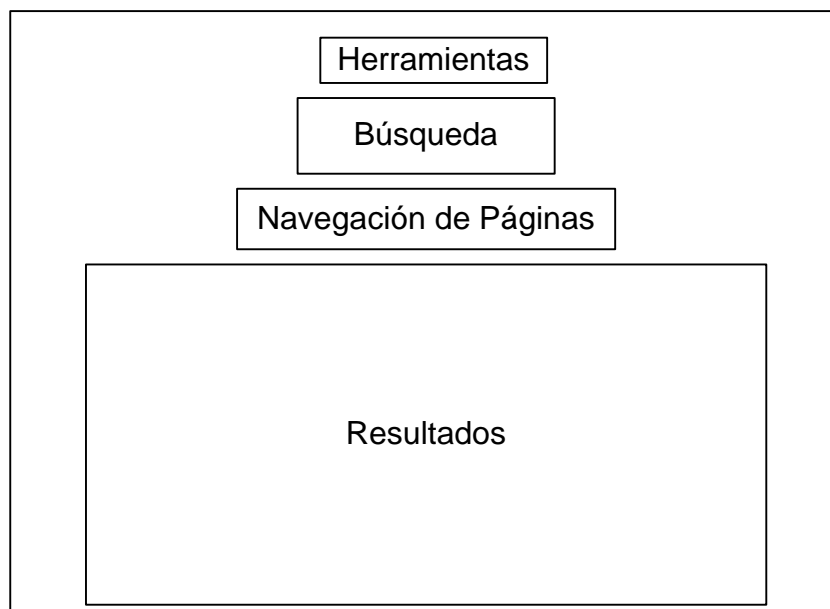 Herramientas
Búsqueda
Navegación de Páginas
Resultados